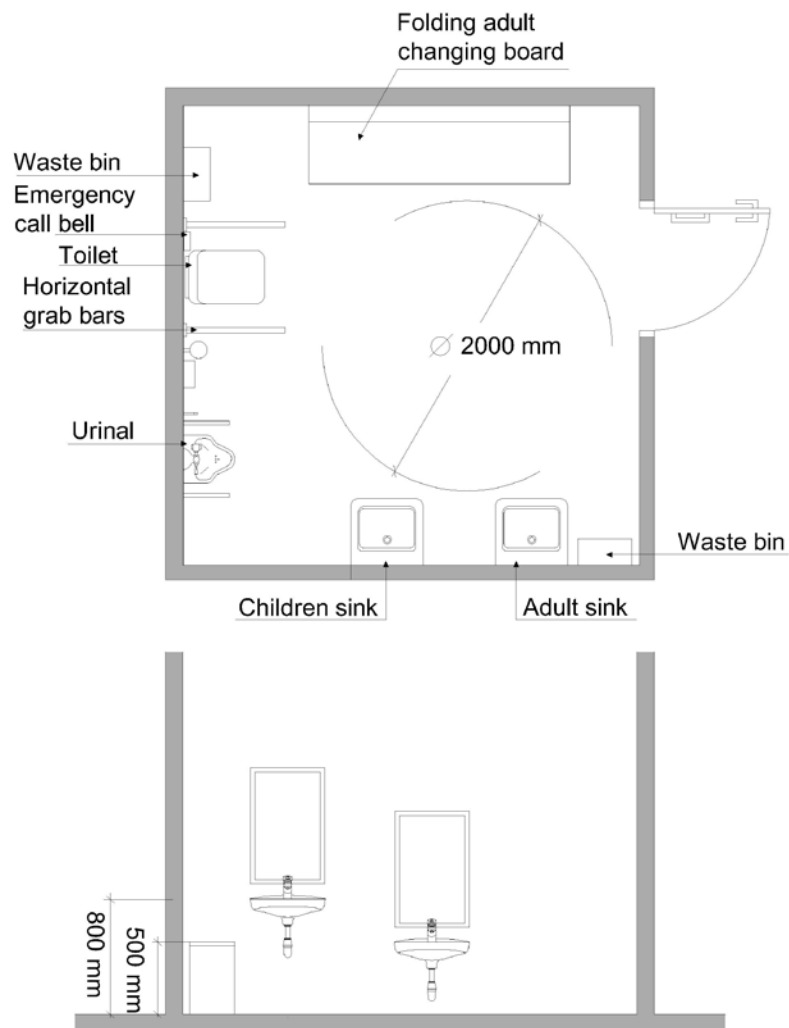 Folding adult
changing board
Waste bin
Emergency
call bell
Toilet
Horizontal
grab bars
2000 mm
Urinal
Waste bin
Children sink
Adult sink
800 mm
500 mm